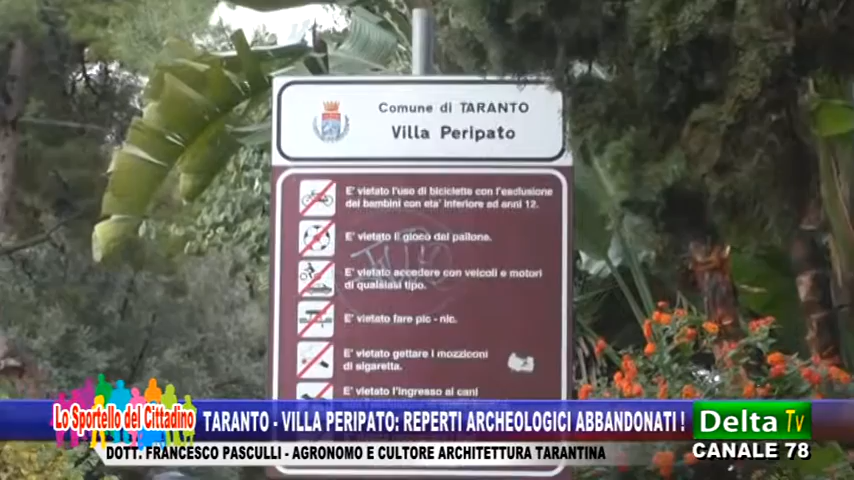 Comune di TARANTO
Villa Peripato
E' vietato l'uso di biciclette con l'esclusione
dei bambini con eta' inferiore ad anni 12.
E' vietato il gioco del pallone.
E' vietato accedere con veicoli e motori
di qualsiasi tipo.
E' vietato fare pic - nic.
E' vietato gettare i mozziconi
di sigaretta.
E' vietato l'ingresso ai cani
Lo Sportello del Cittadino
TARANTO - VILLA PERIPATO: REPERTI ARCHEOLOGICI ABBANDONATI !
DOTT. FRANCESCO PASCULLI - AGRONOMO E CULTORE ARCHITETTURA TARANTINA
Delta Tv
CANALE 78